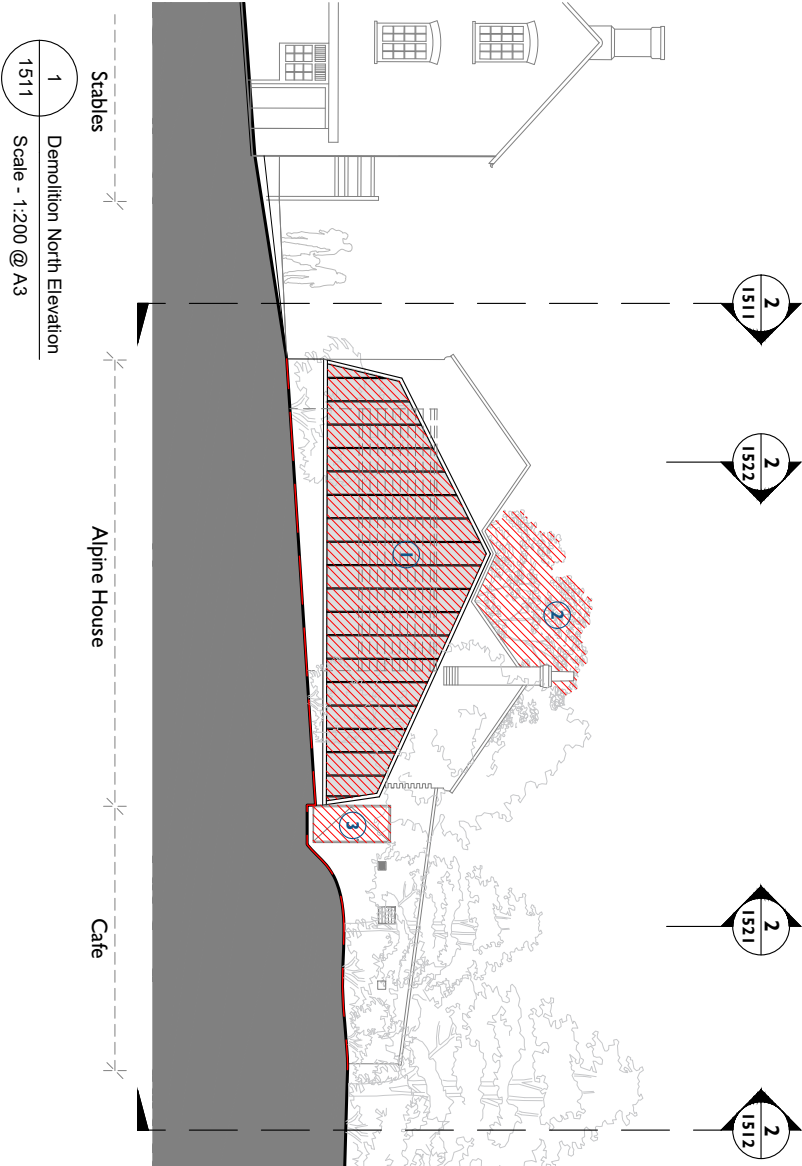 2
1511
2
1522
2
1521
2
1512
2
1
3
Stables
Alpine House
Cafe
1
1511
Demolition North Elevation
Scale - 1:200 @ A3